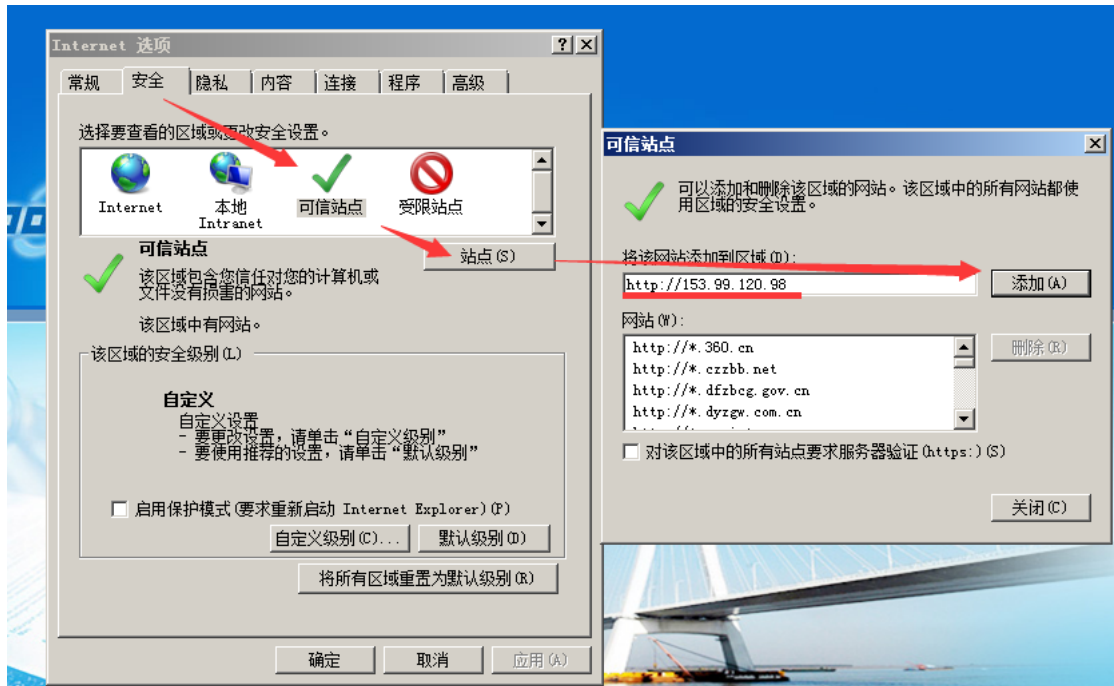 Internet 选项
常规 安全 隐私 内容 连接 程序 高级
选择要查看的区域或更改安全设置。
Internet
本地
Intranet
可信站点
受限站点
可信站点
站点(S)
该区域包含您信任对您的计算机或
文件没有损害的网站。
该区域中有网站。
该区域的安全级别(L)
自定义
自定义设置
- 要更改设置，请单击“自定义级别”
- 要使用推荐的设置，请单击“默认级别”
启用保护模式(要求重新启动 Internet Explorer)(P)
自定义级别(C)... 默认级别(D)
将所有区域重置为默认级别(R)
确定 取消 应用(A)
可信站点
可以添加和删除该区域的网站。该区域中的所有网站都使
用区域的安全设置。
将该网站添加到区域(D):
http://153.99.120.98 添加(A)
网站(W):
http://*.360.cn 删除(R)
http://*.czzbb.net
http://*.dfzbcg.gov.cn
http://*.dyzgw.com.cn
对该区域中的所有站点要求服务器验证(https:)(S)
关闭(C)